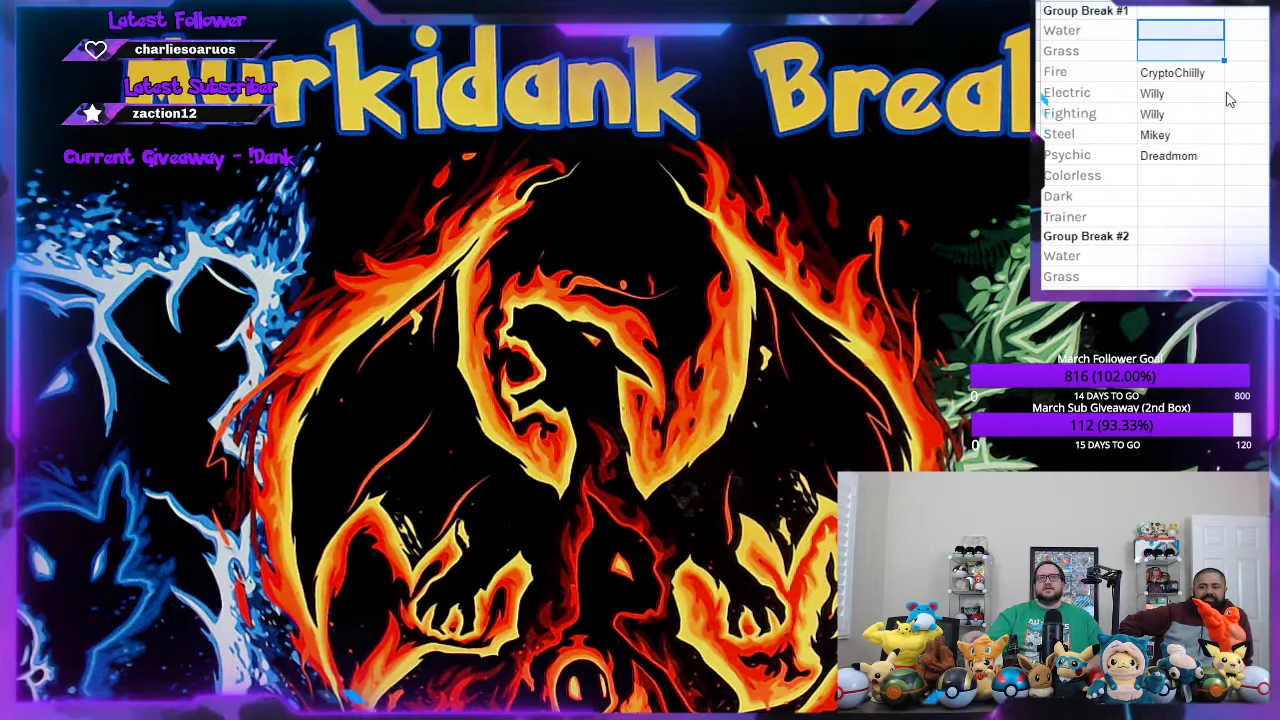 Latest Follower
charliesoaruos
Latest Subscriber
zaction12
Current Giveaway - !Dank
urkidank Brea
Group Break #1
Water
Grass
Fire CryptoChiilly
Electric Willy
Fighting Willy
Steel Mikey
Psychic Dreadmom
Colorless
Dark
Trainer
Group Break #2
Water
Grass
March Follower Goal
816 (102.00%)
0 14 DAYS TO GO 800
March Sub Giveaway (2nd Box)
112 (93.33%)
0 15 DAYS TO GO 120